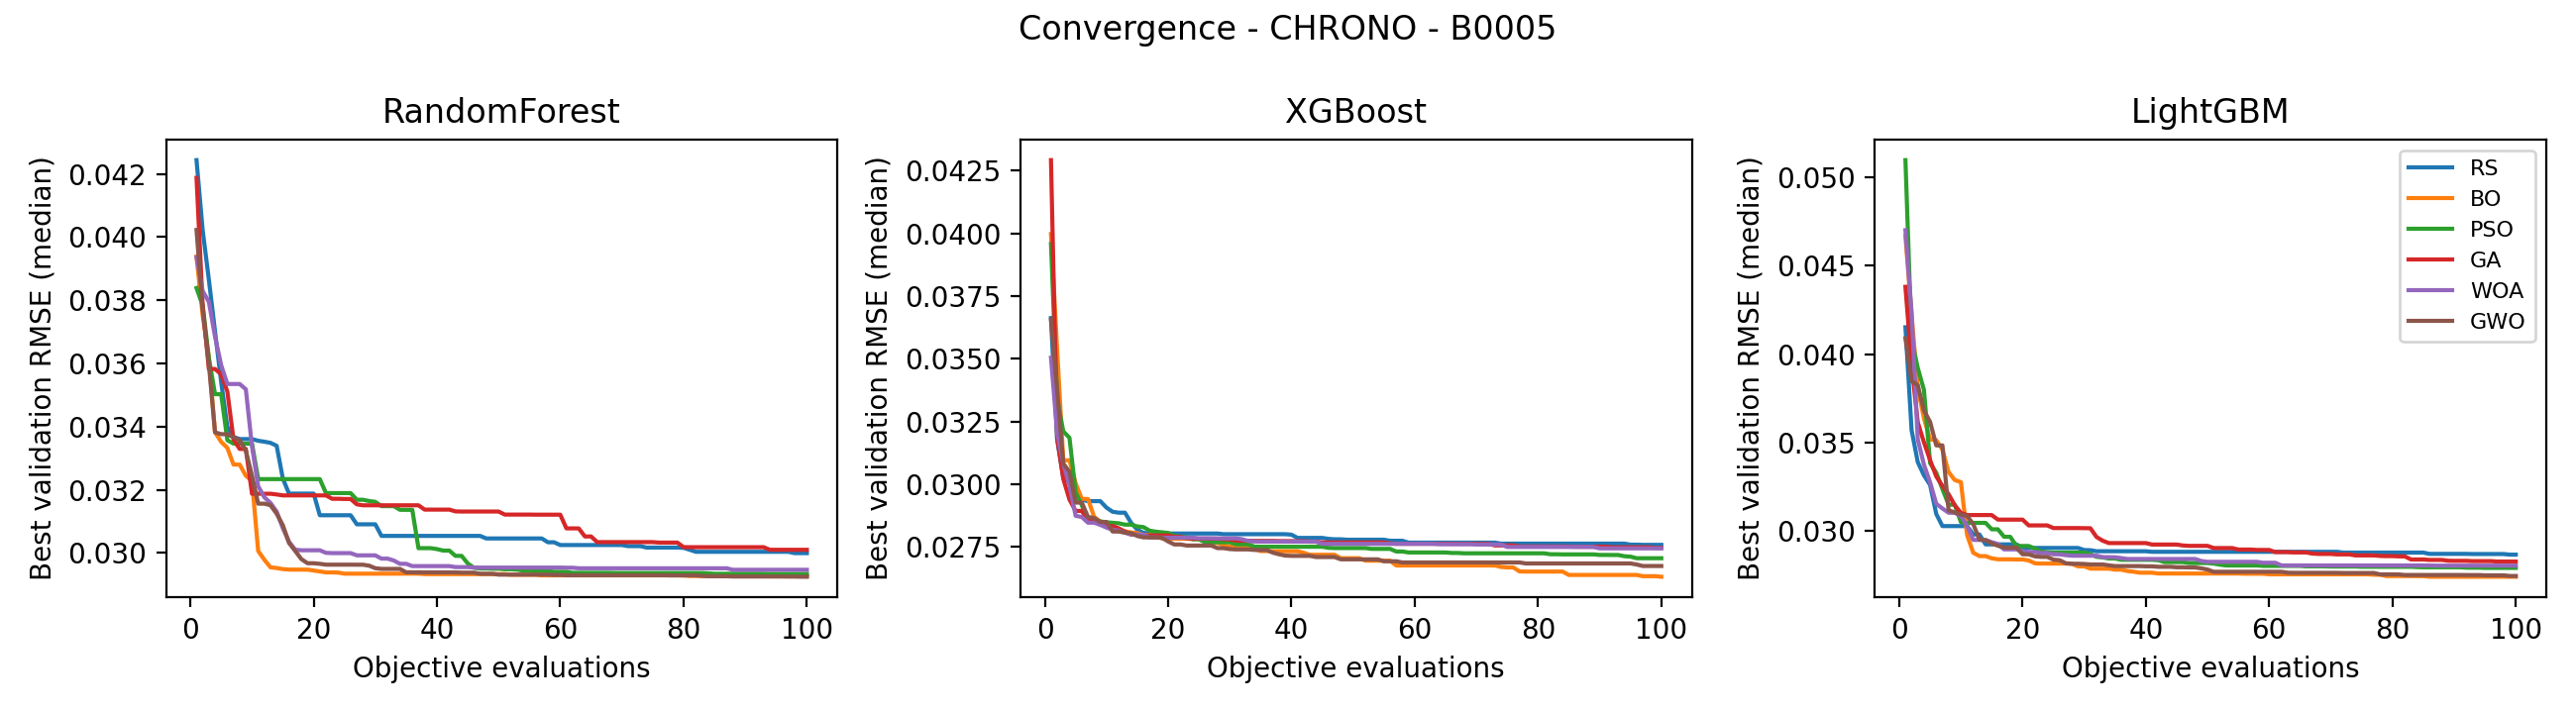 Convergence - CHRONO - B0005
RandomForest
Best validation RMSE (median)
0.042
0.040
0.038
0.036
0.034
0.032
0.030
0 20 40 60 80 100
Objective evaluations
XGBoost
Best validation RMSE (median)
0.0425
0.0400
0.0375
0.0350
0.0325
0.0300
0.0275
0 20 40 60 80 100
Objective evaluations
LightGBM
Best validation RMSE (median)
0.050
0.045
0.040
0.035
0.030
0 20 40 60 80 100
Objective evaluations
RS
BO
PSO
GA
WOA
GWO